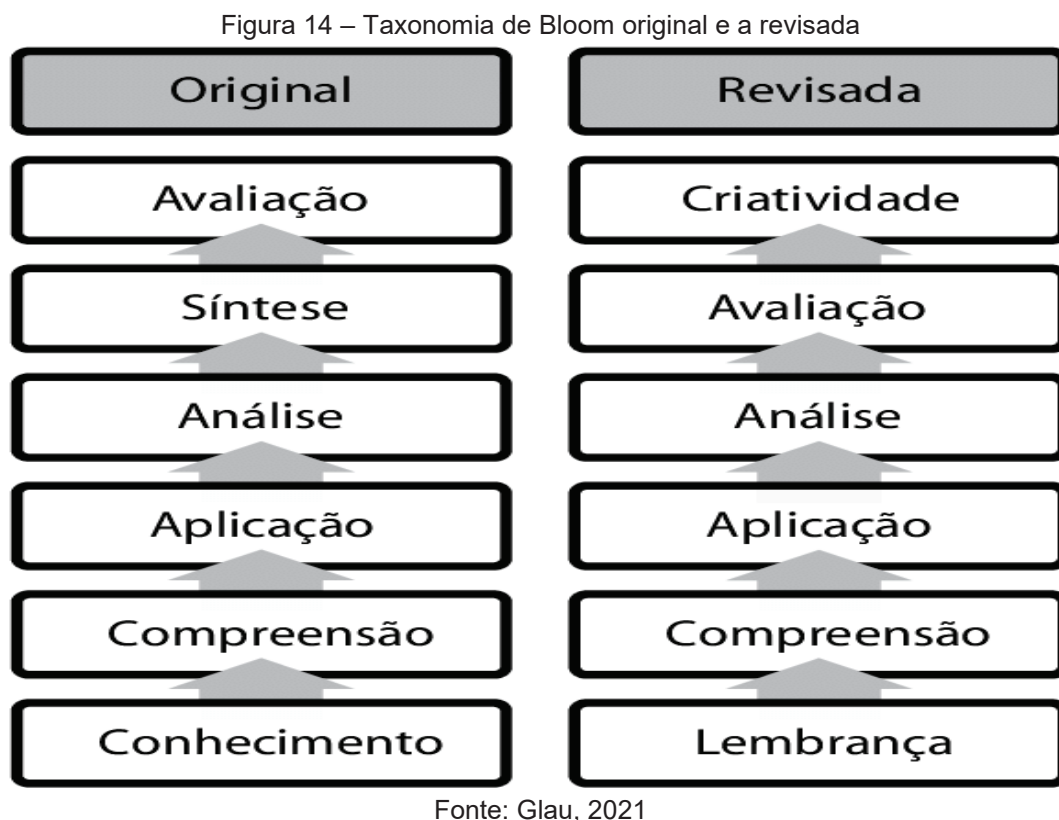 Figura 14 – Taxonomia de Bloom original e a revisada
Original
Revisada
Avaliação
Criatividade
Síntese
Avaliação
Análise
Análise
Aplicação
Aplicação
Compreensão
Compreensão
Conhecimento
Lembrança
Fonte: Glau, 2021